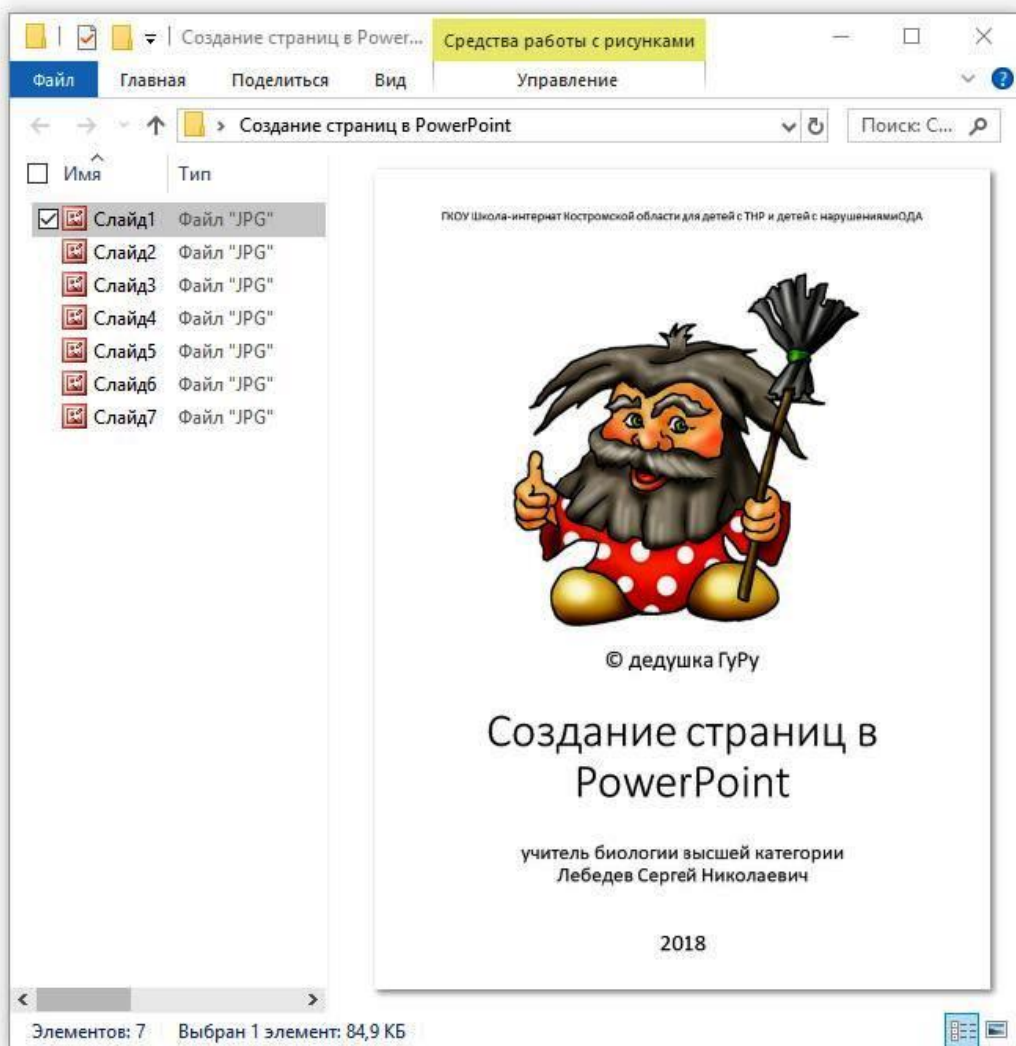 Создание страниц в Power...
Средства работы с рисунками
Файл
Главная
Поделиться
Вид
Управление
Создание страниц в PowerPoint
Поиск: С...
Имя
Тип
Слайд1 Файл "JPG"
Слайд2 Файл "JPG"
Слайд3 Файл "JPG"
Слайд4 Файл "JPG"
Слайд5 Файл "JPG"
Слайд6 Файл "JPG"
Слайд7 Файл "JPG"
ГКОУ Школа-интернат Костромской области для детей с ТНР и детей с нарушениямиОДА
© дедушка ГуРу
Создание страниц в
PowerPoint
учитель биологии высшей категории
Лебедев Сергей Николаевич
2018
Элементов: 7
Выбран 1 элемент: 84,9 КБ